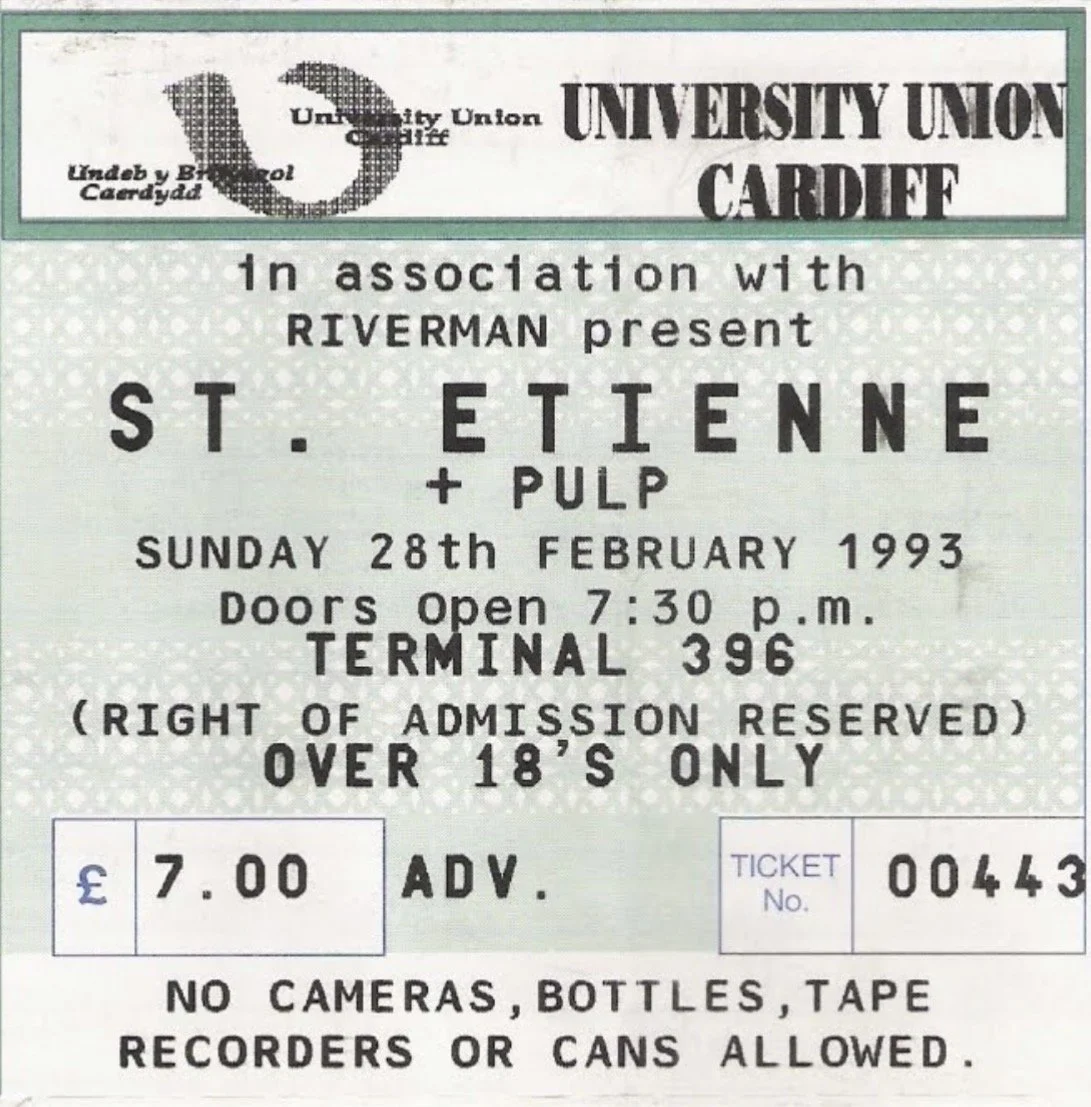 University Union
Cardiff
Undeb y Brifysgol
Caerdydd
UNIVERSITY UNION
CARDIFF
in association with
RIVERMAN present
ST. ETIENNE
+ PULP
SUNDAY 28th FEBRUARY 1993
Doors Open 7:30 p.m.
TERMINAL 396
(RIGHT OF ADMISSION RESERVED)
OVER 18'S ONLY
£ 7.00 ADV.
TICKET No. 00443
NO CAMERAS,BOTTLES,TAPE
RECORDERS OR CANS ALLOWED.